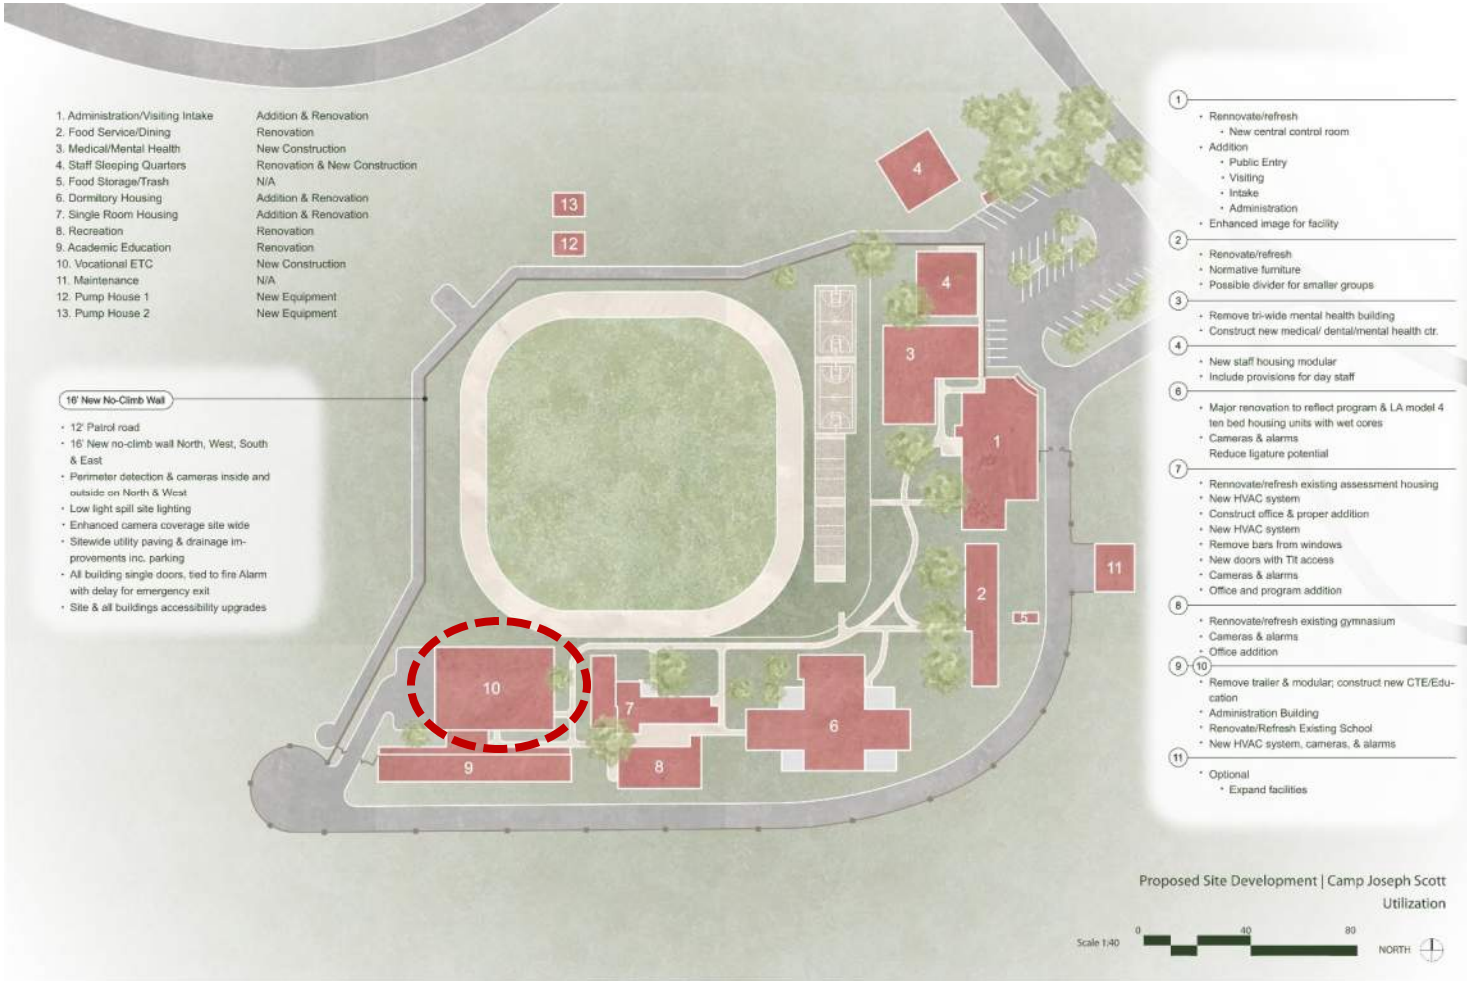 1. Administration/Visiting Intake Addition & Renovation
2. Food Service/Dining Renovation
3. Medical/Mental Health New Construction
4. Staff Sleeping Quarters Renovation & New Construction
5. Food Storage/Trash N/A
6. Dormitory Housing Addition & Renovation
7. Single Room Housing Addition & Renovation
8. Recreation Renovation
9. Academic Education Renovation
10. Vocational ETC New Construction
11. Maintenance N/A
12. Pump House 1 New Equipment
13. Pump House 2 New Equipment
16' New No-Climb Wall
• 12' Patrol road
• 16' New no-climb wall North, West, South
& East
• Perimeter detection & cameras inside and
outside on North & West
• Low light spill site lighting
• Enhanced camera coverage site wide
• Sitewide utility paving & drainage im-
provements inc. parking
• All building single doors, tied to fire Alarm
with delay for emergency exit
• Site & all buildings accessibility upgrades
4
13
12
4
3
1
2
5
11
10
7
6
9
8
1
• Rennovate/refresh
• New central control room
• Addition
• Public Entry
• Visiting
• Intake
• Administration
• Enhanced image for facility
2
• Renovate/refresh
• Normative furniture
• Possible divider for smaller groups
3
• Remove tri-wide mental health building
• Construct new medical/ dental/mental health ctr.
4
• New staff housing modular
• Include provisions for day staff
6
• Major renovation to reflect program & LA model 4
ten bed housing units with wet cores
• Cameras & alarms
Reduce ligature potential
7
• Rennovate/refresh existing assessment housing
• New HVAC system
• Construct office & proper addition
• New HVAC system
• Remove bars from windows
• New doors with Tlt access
• Cameras & alarms
• Office and program addition
8
• Rennovate/refresh existing gymnasium
• Cameras & alarms
• Office addition
9 10
• Remove trailer & modular; construct new CTE/Edu-
cation
• Administration Building
• Renovate/Refresh Existing School
• New HVAC system, cameras, & alarms
11
• Optional
• Expand facilities
Proposed Site Development | Camp Joseph Scott
Utilization
Scale 1:40
0 40 80
NORTH